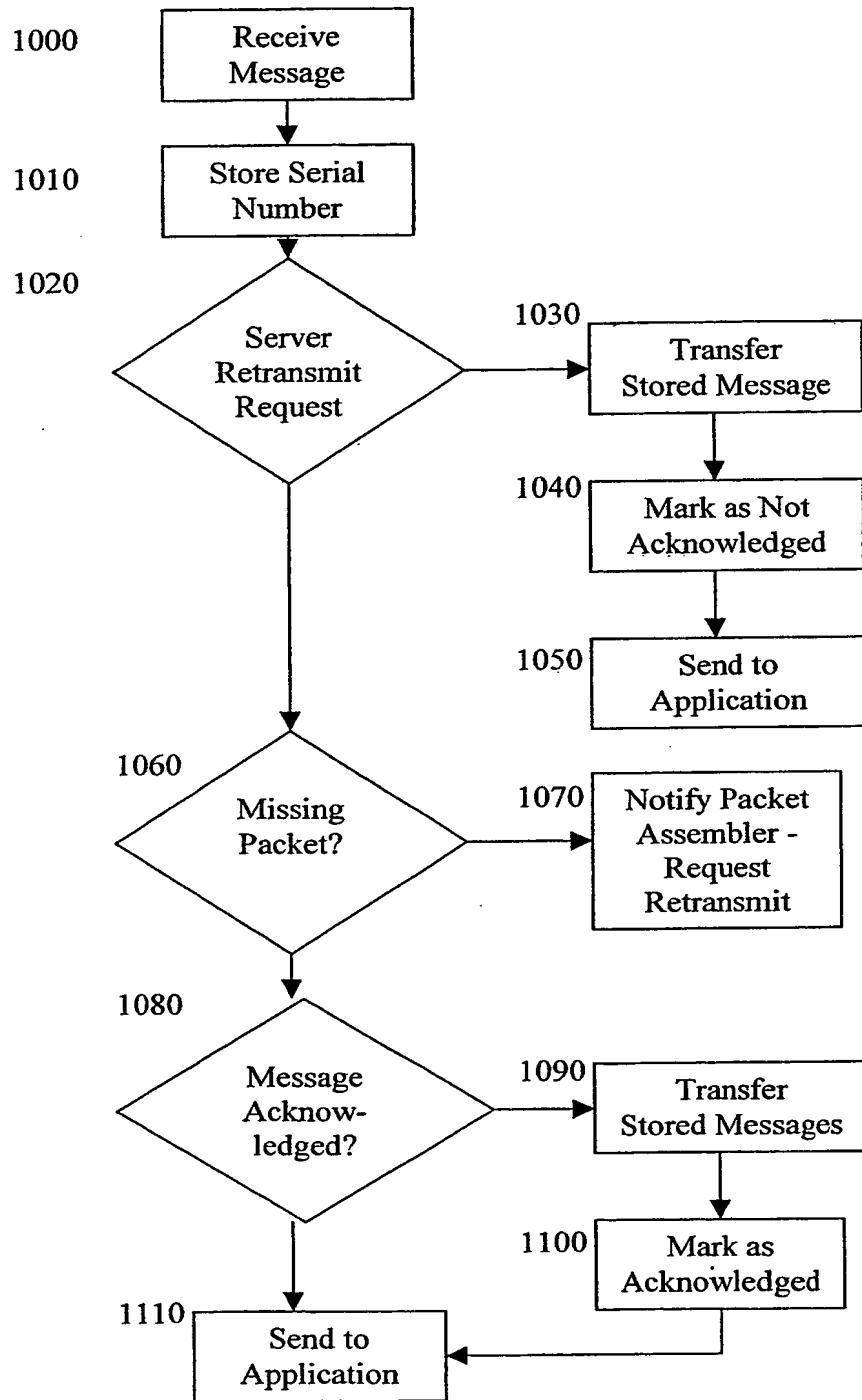 1000
Receive
Message
1010
Store Serial
Number
1020
Server
Retransmit
Request
1030
Transfer
Stored Message
1040
Mark as Not
Acknowledged
1050
Send to
Application
1060
Missing
Packet?
1070
Notify Packet
Assembler -
Request
Retransmit
1080
Message
Acknow-
ledged?
1090
Transfer
Stored Messages
1100
Mark as
Acknowledged
1110
Send to
Application